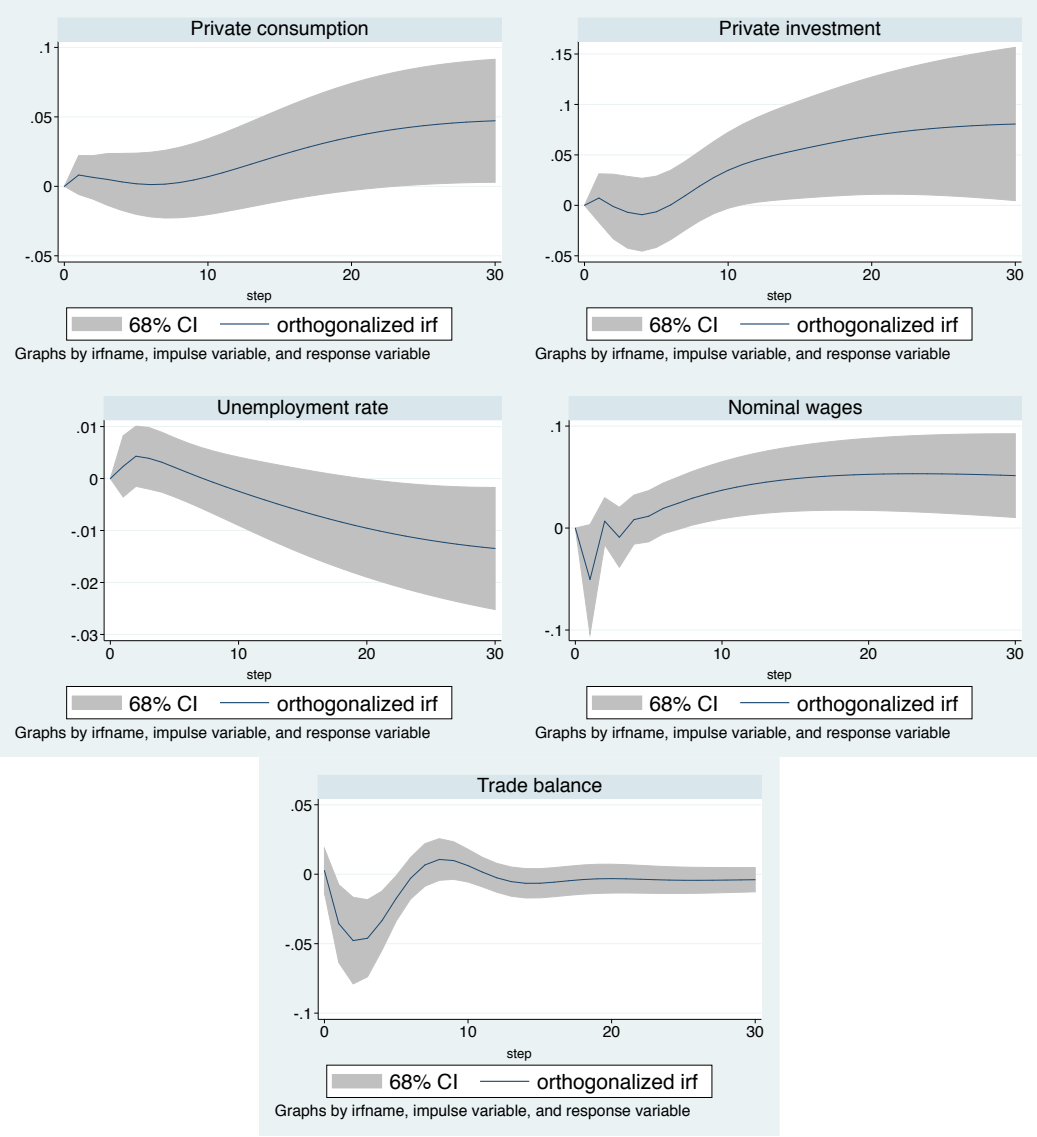 Private consumption
.1
.05
0
-.05
0 10 20 30
step
68% CI orthogonalized irf
Graphs by irfname, impulse variable, and response variable
Private investment
.15
.1
.05
0
-.05
0 10 20 30
step
68% CI orthogonalized irf
Graphs by irfname, impulse variable, and response variable
Unemployment rate
.01
0
-.01
-.02
-.03
0 10 20 30
step
68% CI orthogonalized irf
Graphs by irfname, impulse variable, and response variable
Nominal wages
.1
0
-.1
0 10 20 30
step
68% CI orthogonalized irf
Graphs by irfname, impulse variable, and response variable
Trade balance
.05
0
-.05
-.1
0 10 20 30
step
68% CI orthogonalized irf
Graphs by irfname, impulse variable, and response variable